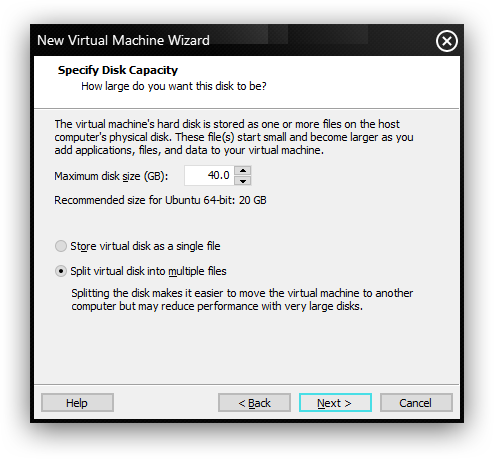 New Virtual Machine Wizard
Specify Disk Capacity
How large do you want this disk to be?
The virtual machine's hard disk is stored as one or more files on the host
computer's physical disk. These file(s) start small and become larger as you
add applications, files, and data to your virtual machine.
Maximum disk size (GB): 40.0
Recommended size for Ubuntu 64-bit: 20 GB
Store virtual disk as a single file
Split virtual disk into multiple files
Splitting the disk makes it easier to move the virtual machine to another
computer but may reduce performance with very large disks.
Help < Back Next > Cancel